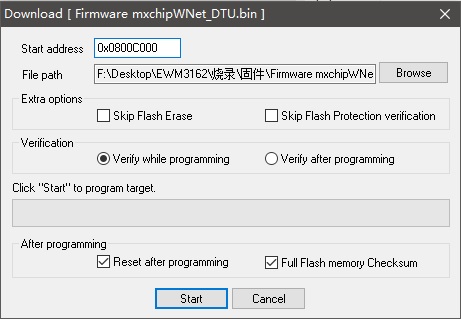 Download [ Firmware mxchipWNet_DTU.bin ]
Start address 0x0800C000
File path F:\Desktop\EWM3162\烧录\固件\Firmware mxchipWNe Browse
Extra options
Skip Flash Erase Skip Flash Protection verification
Verification
Verify while programming Verify after programming
Click "Start" to program target.
After programming
Reset after programming Full Flash memory Checksum
Start Cancel